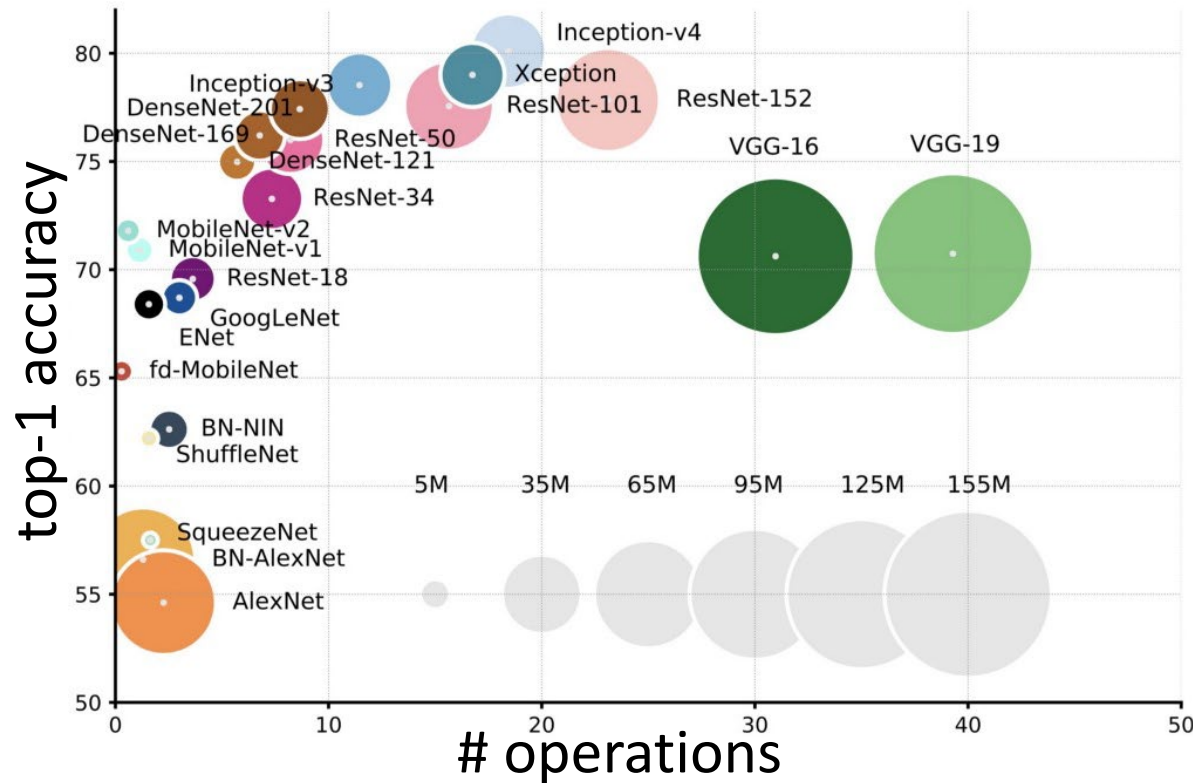 top-1 accuracy
80
75
70
65
60
55
50
Inception-v4
Inception-v3
Xception
DenseNet-201
ResNet-101
ResNet-152
DenseNet-169
ResNet-50
VGG-16
VGG-19
DenseNet-121
ResNet-34
MobileNet-v2
MobileNet-v1
ResNet-18
GoogLeNet
ENet
fd-MobileNet
BN-NIN
ShuffleNet
5M
35M
65M
95M
125M
155M
SqueezeNet
BN-AlexNet
AlexNet
0
10
20
30
40
50
# operations